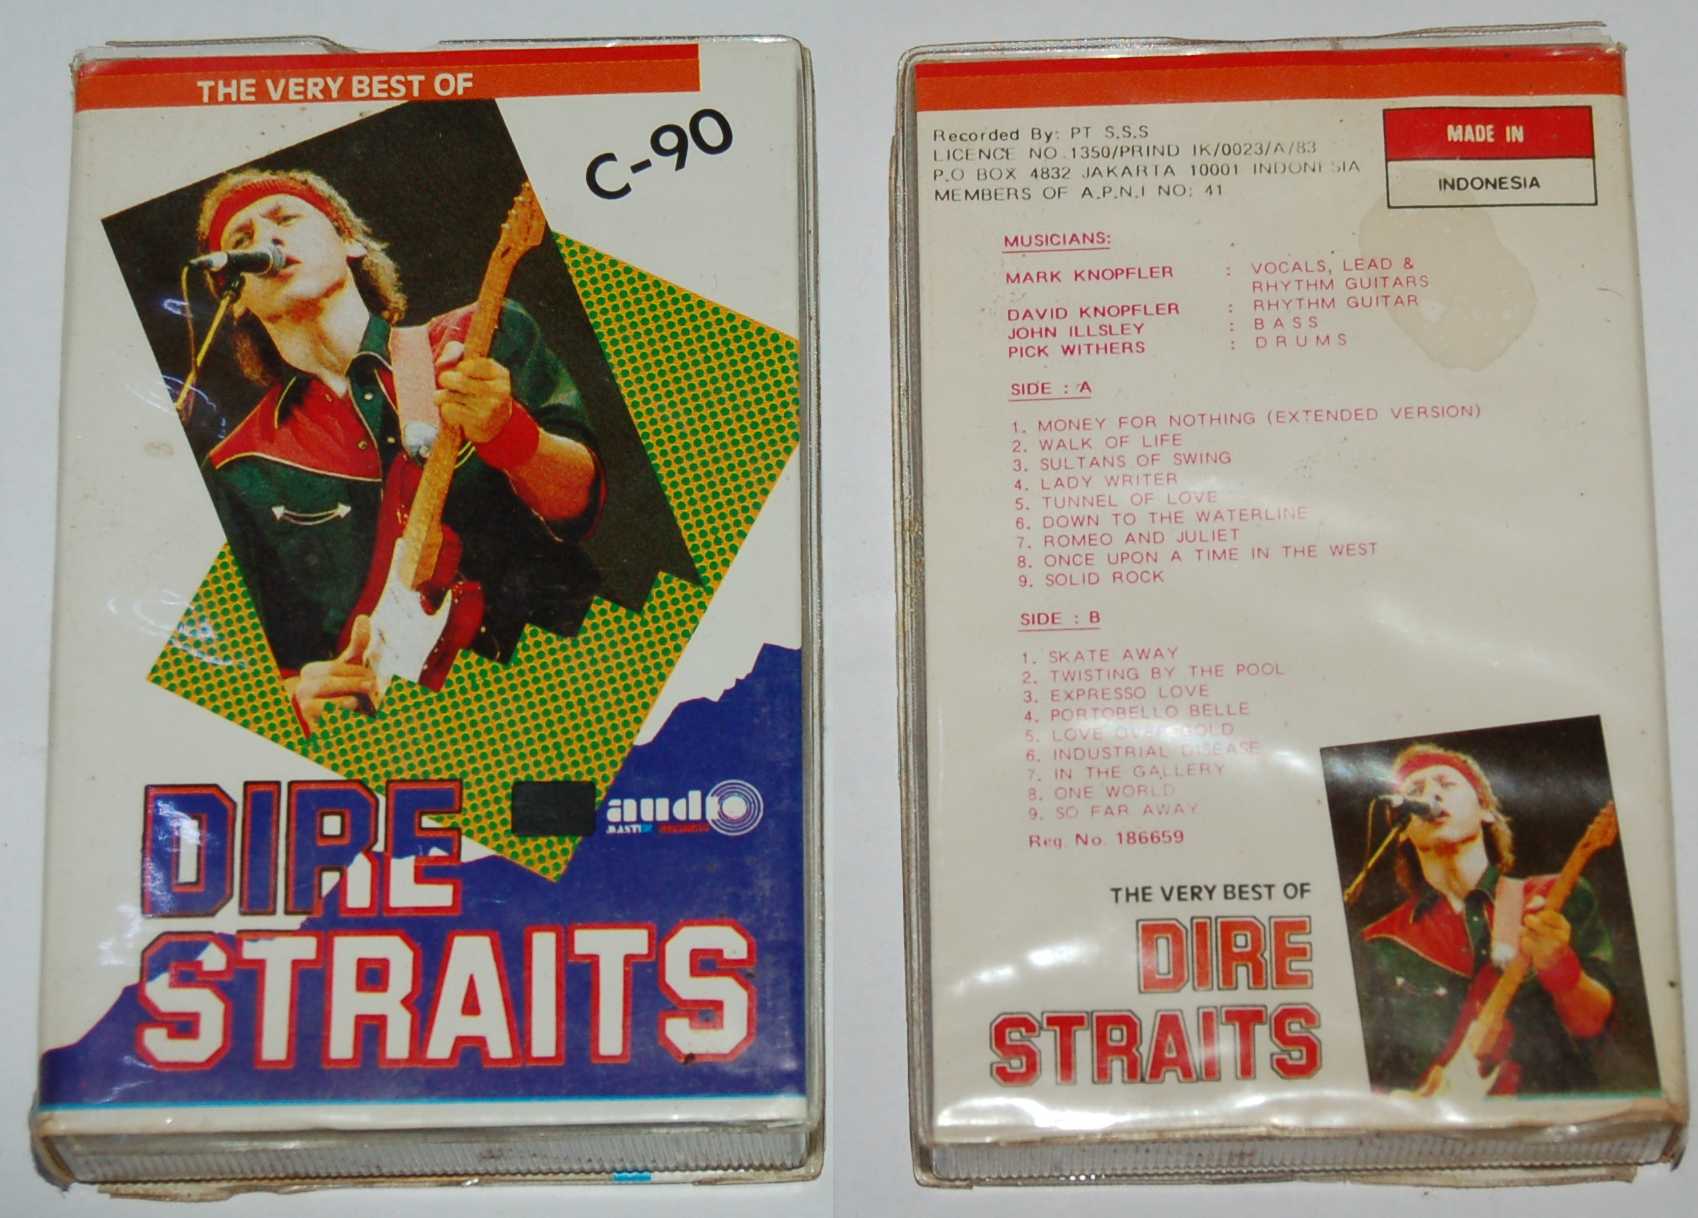 THE VERY BEST OF
C-90
audio
DIRE
STRAITS
Recorded By: PT S.S.S
LICENCE NO.1350/PRIND IK/0023/A/83
P.O BOX 4832 JAKARTA 10001 INDONESIA
MEMBERS OF A.P.N.I NO: 41
MADE IN
INDONESIA
MUSICIANS:
MARK KNOPFLER : VOCALS, LEAD &
RHYTHM GUITARS
DAVID KNOPFLER : RHYTHM GUITAR
JOHN ILLSLEY : BASS
PICK WITHERS : DRUMS
SIDE : A
1. MONEY FOR NOTHING (EXTENDED VERSION)
2. WALK OF LIFE
3. SULTANS OF SWING
4. LADY WRITER
5. TUNNEL OF LOVE
6. DOWN TO THE WATERLINE
7. ROMEO AND JULIET
8. ONCE UPON A TIME IN THE WEST
9. SOLID ROCK
SIDE : B
1. SKATE AWAY
2. TWISTING BY THE POOL
3. EXPRESSO LOVE
4. PORTOBELLO BELLE
5. LOVE OVER GOLD
6. INDUSTRIAL DISEASE
7. IN THE GALLERY
8. ONE WORLD
9. SO FAR AWAY
Reg. No. 186659
THE VERY BEST OF
DIRE
STRAITS